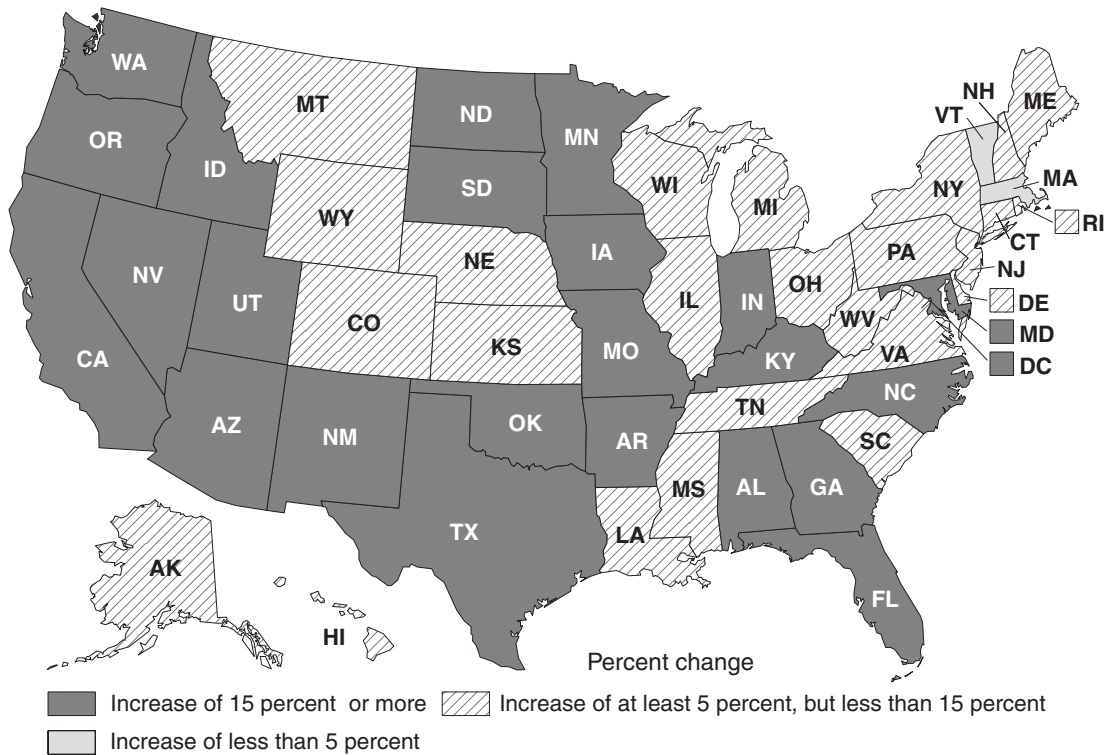 WA
MT
ND
MN
OR
ID
SD
WY
WI
MI
NH
ME
VT
MA
NY
RI
CT
NV
UT
NE
IA
PA
NJ
CA
CO
KS
IL
IN
OH
DE
MD
WV
VA
DC
MO
KY
AZ
NM
OK
AR
TN
NC
SC
TX
MS
AL
GA
LA
AK
FL
HI
Percent change
Increase of 15 percent or more
Increase of at least 5 percent, but less than 15 percent
Increase of less than 5 percent